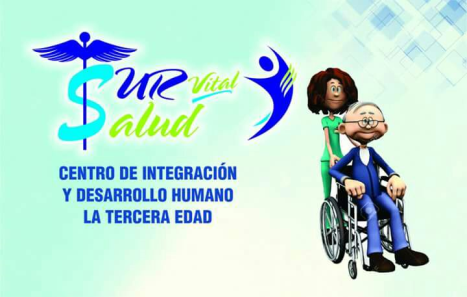 SUR Vital
Salud
CENTRO DE INTEGRACIÓN
Y DESARROLLO HUMANO
LA TERCERA EDAD